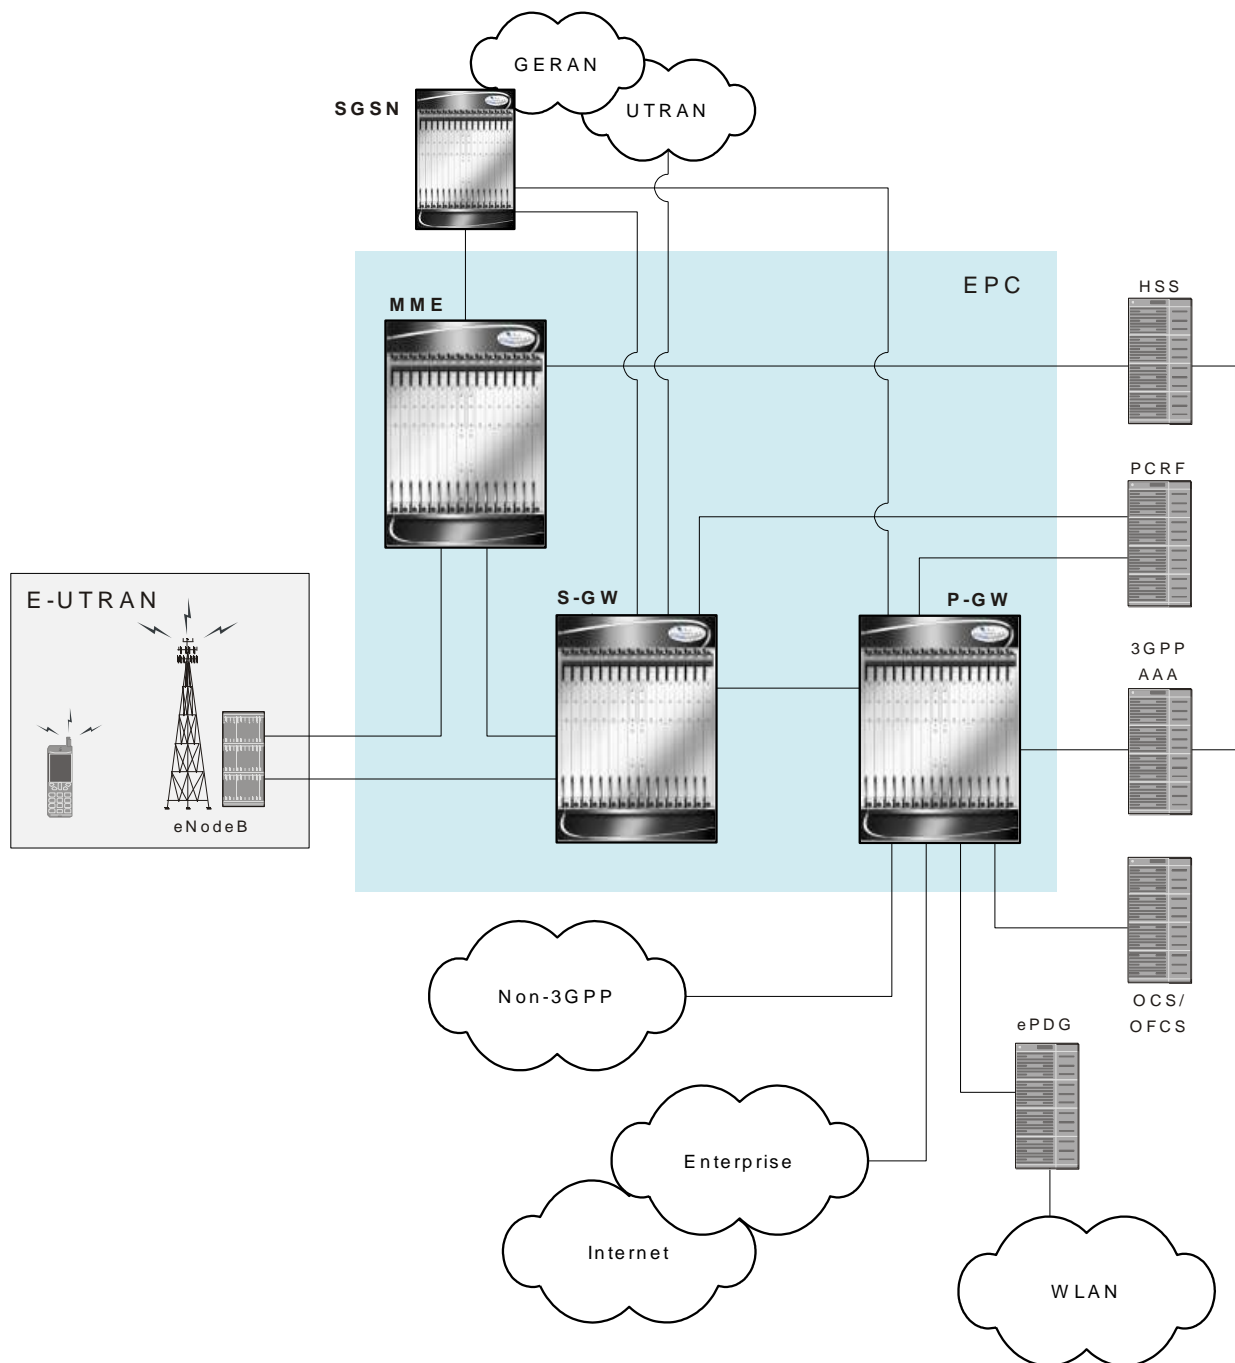 GERAN
SGSN
UTRAN
EPC
HSS
MME
PCRF
E-UTRAN
S-GW
P-GW
3GPP
AAA
eNodeB
Non-3GPP
OCS/
OFCS
ePDG
Enterprise
Internet
WLAN